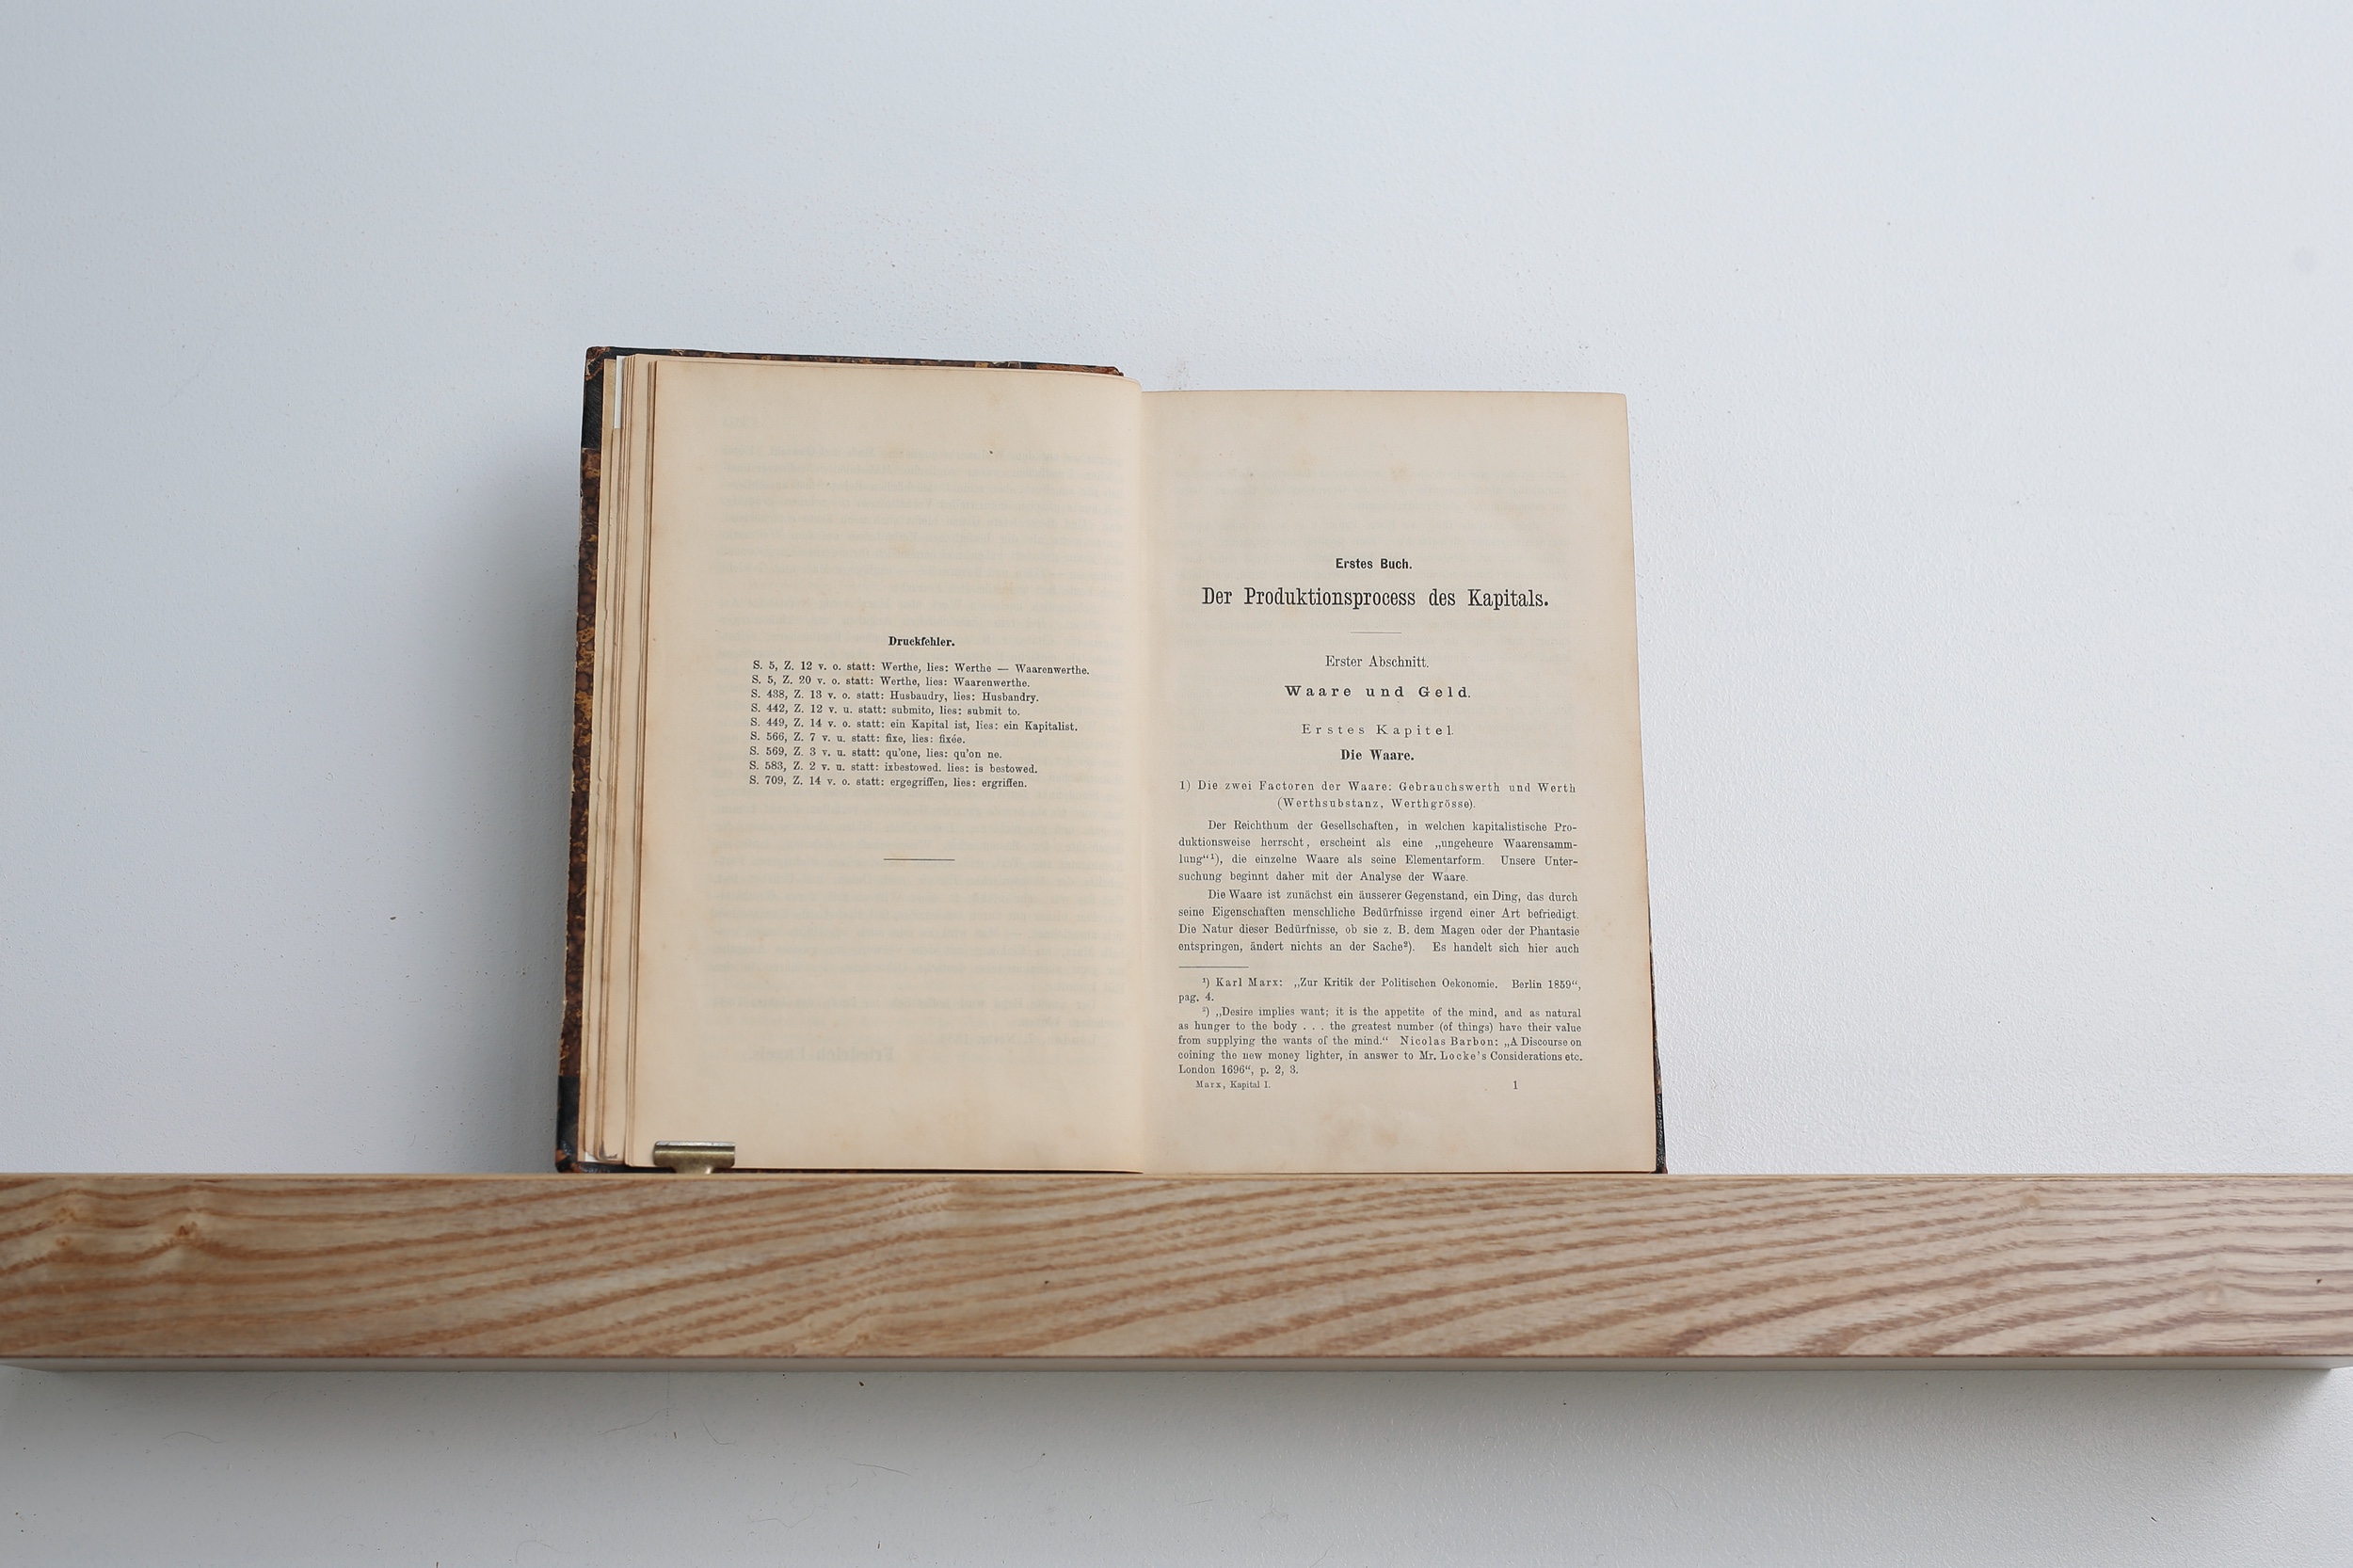 Druckfehler.
S. 5, Z. 12 v. o. statt: Werthe, lies: Werthe — Waarenwerthe.
S. 5, Z. 20 v. o. statt: Werthe, lies: Waarenwerthe.
S. 438, Z. 13 v. o. statt: Husbaudry, lies: Husbandry.
S. 442, Z. 12 v. u. statt: submito, lies: submit to.
S. 449, Z. 14 v. o. statt: ein Kapital ist, lies: ein Kapitalist.
S. 566, Z. 7 v. u. statt: fixe, lies: fixée.
S. 569, Z. 3 v. u. statt: qu'one, lies: qu'on ne.
S. 583, Z. 2 v. u. statt: ixbestowed. lies: is bestowed.
S. 709, Z. 14 v. o. statt: ergegriffen, lies: ergriffen.
Erstes Buch.
Der Produktionsprocess des Kapitals.
Erster Abschnitt.
Waare und Geld.
Erstes Kapitel.
Die Waare.
1) Die zwei Factoren der Waare: Gebrauchswerth und Werth
(Werthsubstanz, Werthgrösse).
Der Reichthum der Gesellschaften, in welchen kapitalistische Pro-
duktionsweise herrscht, erscheint als eine „ungeheure Waarensamm-
lung“¹), die einzelne Waare als seine Elementarform. Unsere Unter-
suchung beginnt daher mit der Analyse der Waare.
Die Waare ist zunächst ein äusserer Gegenstand, ein Ding, das durch
seine Eigenschaften menschliche Bedürfnisse irgend einer Art befriedigt.
Die Natur dieser Bedürfnisse, ob sie z. B. dem Magen oder der Phantasie
entspringen, ändert nichts an der Sache²). Es handelt sich hier auch
¹) Karl Marx: „Zur Kritik der Politischen Oekonomie. Berlin 1859“,
pag. 4.
²) „Desire implies want; it is the appetite of the mind, and as natural
as hunger to the body . . . the greatest number (of things) have their value
from supplying the wants of the mind.“ Nicolas Barbon: „A Discourse on
coining the new money lighter, in answer to Mr. Locke's Considerations etc.
London 1696“, p. 2, 3.
Marx, Kapital I. 1